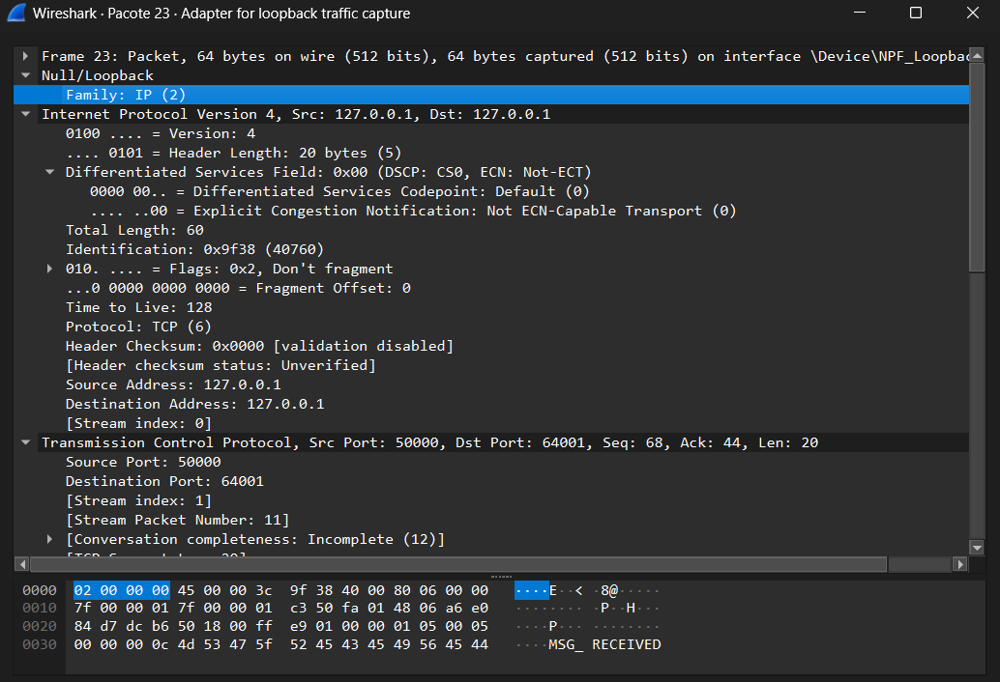 Wireshark · Pacote 23 · Adapter for loopback traffic capture
Frame 23: Packet, 64 bytes on wire (512 bits), 64 bytes captured (512 bits) on interface \Device\NPF_Loopbac
Null/Loopback
Family: IP (2)
Internet Protocol Version 4, Src: 127.0.0.1, Dst: 127.0.0.1
0100 .... = Version: 4
.... 0101 = Header Length: 20 bytes (5)
Differentiated Services Field: 0x00 (DSCP: CS0, ECN: Not-ECT)
0000 00.. = Differentiated Services Codepoint: Default (0)
.... ..00 = Explicit Congestion Notification: Not ECN-Capable Transport (0)
Total Length: 60
Identification: 0x9f38 (40760)
010. .... = Flags: 0x2, Don't fragment
...0 0000 0000 0000 = Fragment Offset: 0
Time to Live: 128
Protocol: TCP (6)
Header Checksum: 0x0000 [validation disabled]
[Header checksum status: Unverified]
Source Address: 127.0.0.1
Destination Address: 127.0.0.1
[Stream index: 0]
Transmission Control Protocol, Src Port: 50000, Dst Port: 64001, Seq: 68, Ack: 44, Len: 20
Source Port: 50000
Destination Port: 64001
[Stream index: 1]
[Stream Packet Number: 11]
[Conversation completeness: Incomplete (12)]
0000 02 00 00 00 45 00 00 3c 9f 38 40 00 80 06 00 00 ····E··< ·8@·····
0010 7f 00 00 01 7f 00 00 01 c3 50 fa 01 48 06 a6 e0 ········ ·P··H···
0020 84 d7 dc b6 50 18 00 ff e9 01 00 00 01 05 00 05 ····P··· ········
0030 00 00 00 0c 4d 53 47 5f 52 45 43 45 49 56 45 44 ····MSG_ RECEIVED